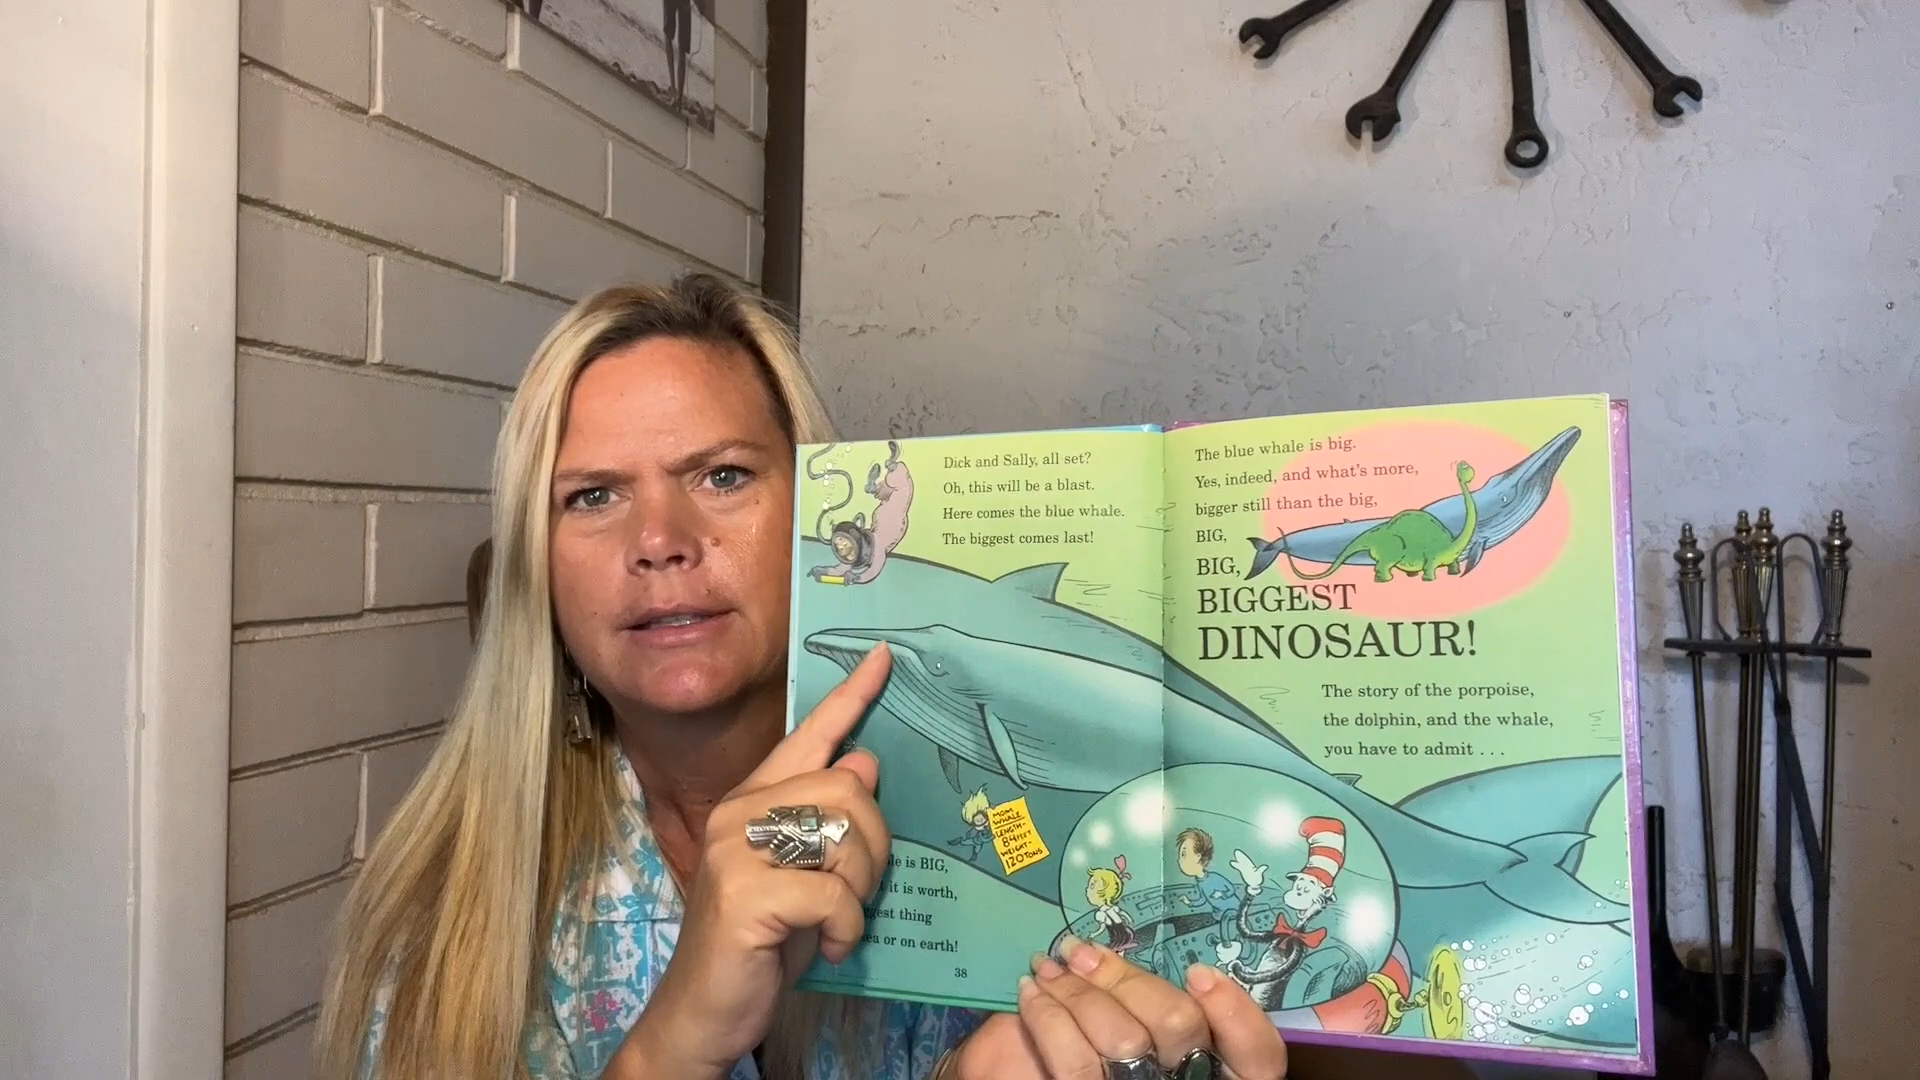 Dick and Sally, all set?
Oh, this will be a blast.
Here comes the blue whale.
The biggest comes last!
MOM
WHALE
LENGTH-
84 FEET
WEIGHT-
120 TONS
is BIG,
it is worth,
thing
or on earth!
38
The blue whale is big.
Yes, indeed, and what's more,
bigger still than the big,
BIG,
BIG,
BIGGEST
DINOSAUR!
The story of the porpoise,
the dolphin, and the whale,
you have to admit . . .